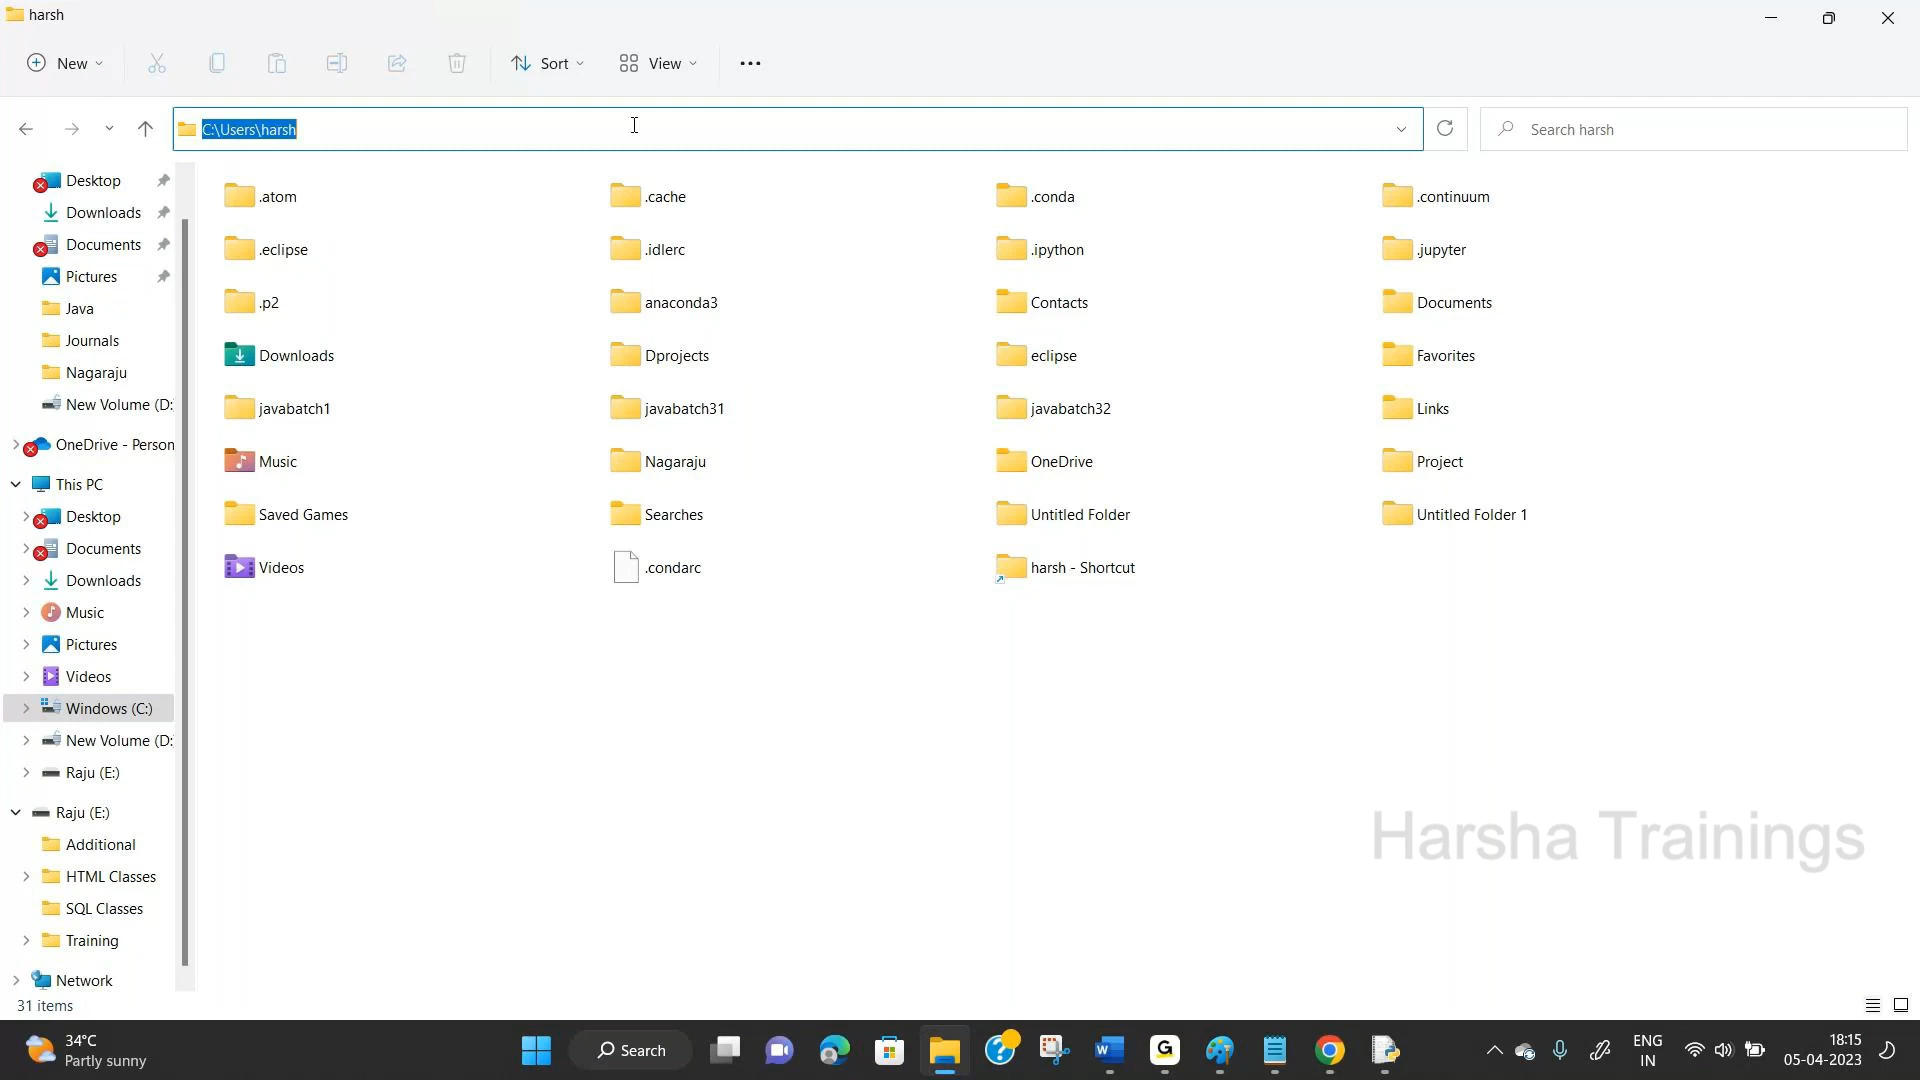 harsh
New
Sort
View
C:\Users\harsh
Search harsh
Desktop
Downloads
Documents
Pictures
Java
Journals
Nagaraju
New Volume (D:
OneDrive - Person
This PC
Desktop
Documents
Downloads
Music
Pictures
Videos
Windows (C:)
New Volume (D:
Raju (E:)
Raju (E:)
Additional
HTML Classes
SQL Classes
Training
Network
.atom
.cache
.conda
.continuum
.eclipse
.idlerc
.ipython
.jupyter
.p2
anaconda3
Contacts
Documents
Downloads
Dprojects
eclipse
Favorites
javabatch1
javabatch31
javabatch32
Links
Music
Nagaraju
OneDrive
Project
Saved Games
Searches
Untitled Folder
Untitled Folder 1
Videos
.condarc
harsh - Shortcut
Harsha Trainings
31 items
34°C
Partly sunny
Search
ENG
IN
18:15
05-04-2023